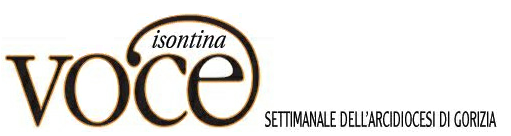 isontina
voce
SETTIMANALE DELL'ARCIDIOCESI DI GORIZIA